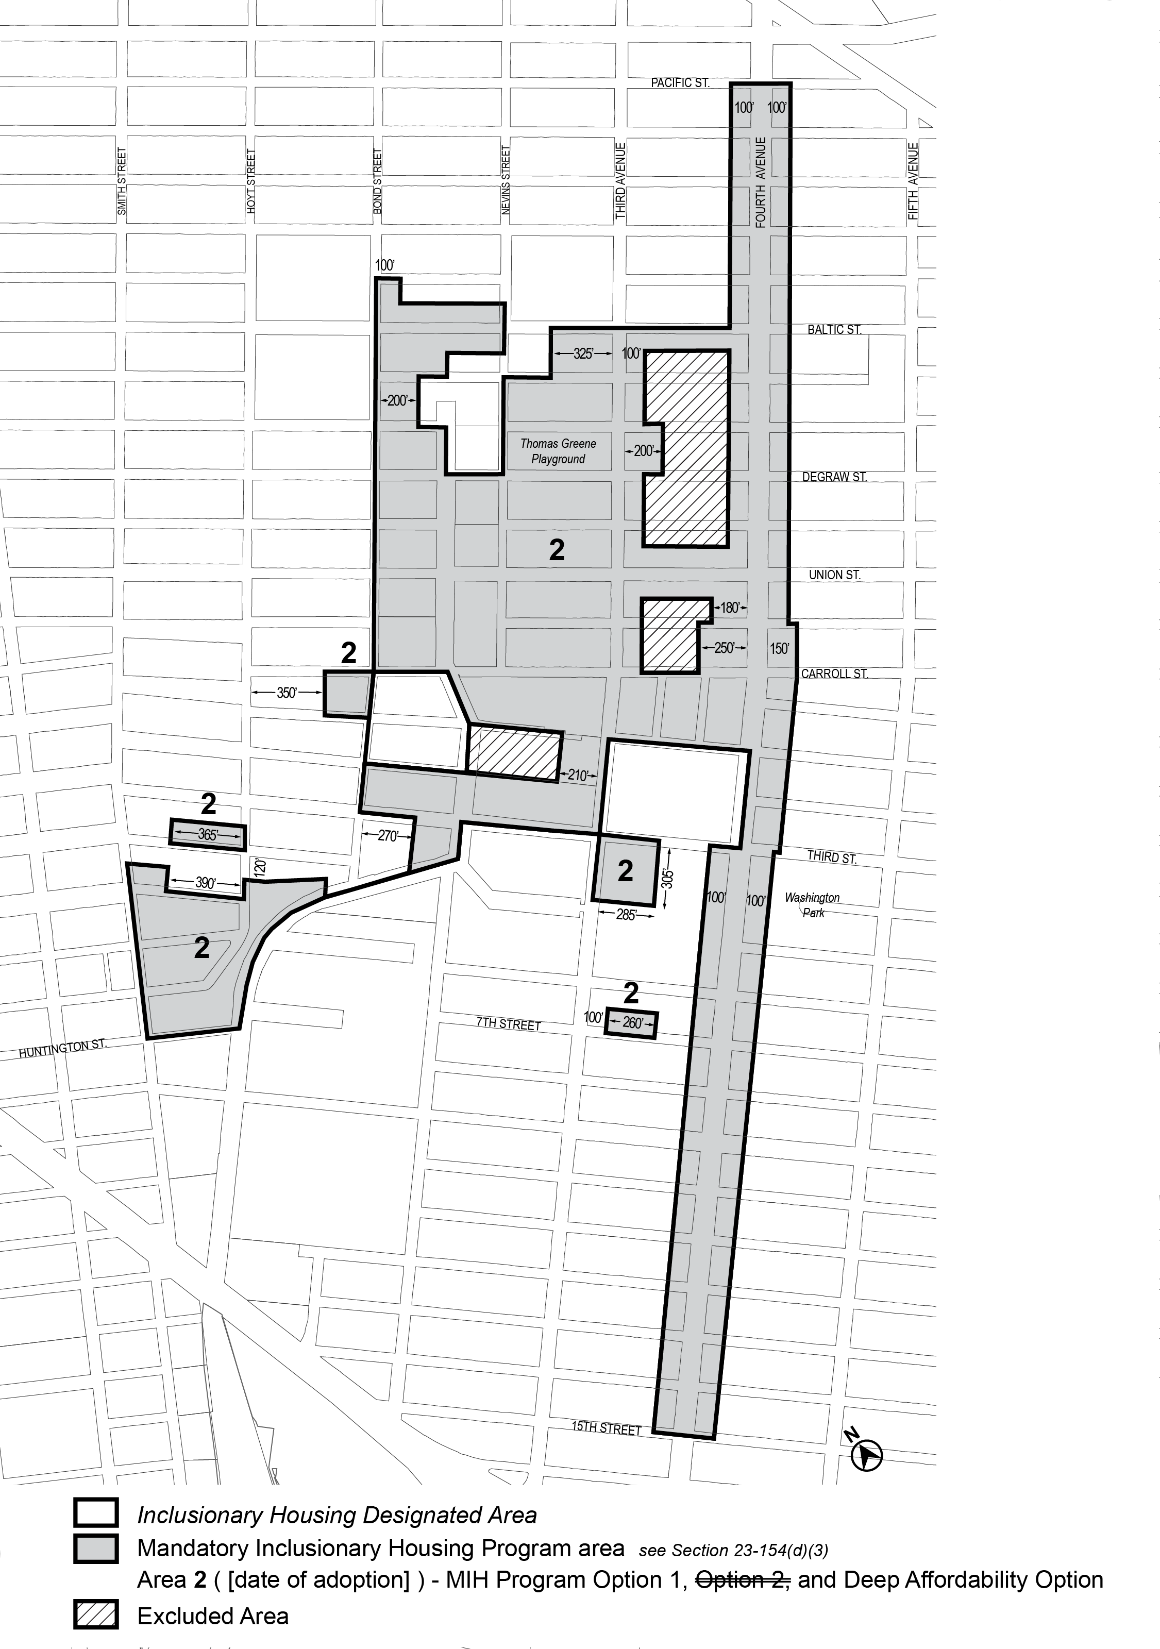 PACIFIC ST.
100'
100'
SMITH STREET
HOYT STREET
BOND STREET
NEVINS STREET
THIRD AVENUE
FOURTH AVENUE
FIFTH AVENUE
100'
BALTIC ST.
325'
100'
200'
Thomas Greene
Playground
200'
DEGRAW ST.
2
UNION ST.
180'
2
250'
150'
CARROLL ST.
350'
210'
2
365'
270'
THIRD ST.
120'
390'
2
305'
100'
100'
Washington
Park
285'
2
2
100'
260'
7TH STREET
HUNTINGTON ST.
15TH STREET
N
Inclusionary Housing Designated Area
Mandatory Inclusionary Housing Program area see Section 23-154(d)(3)
Area 2 ( [date of adoption] ) - MIH Program Option 1, Option 2, and Deep Affordability Option
Excluded Area